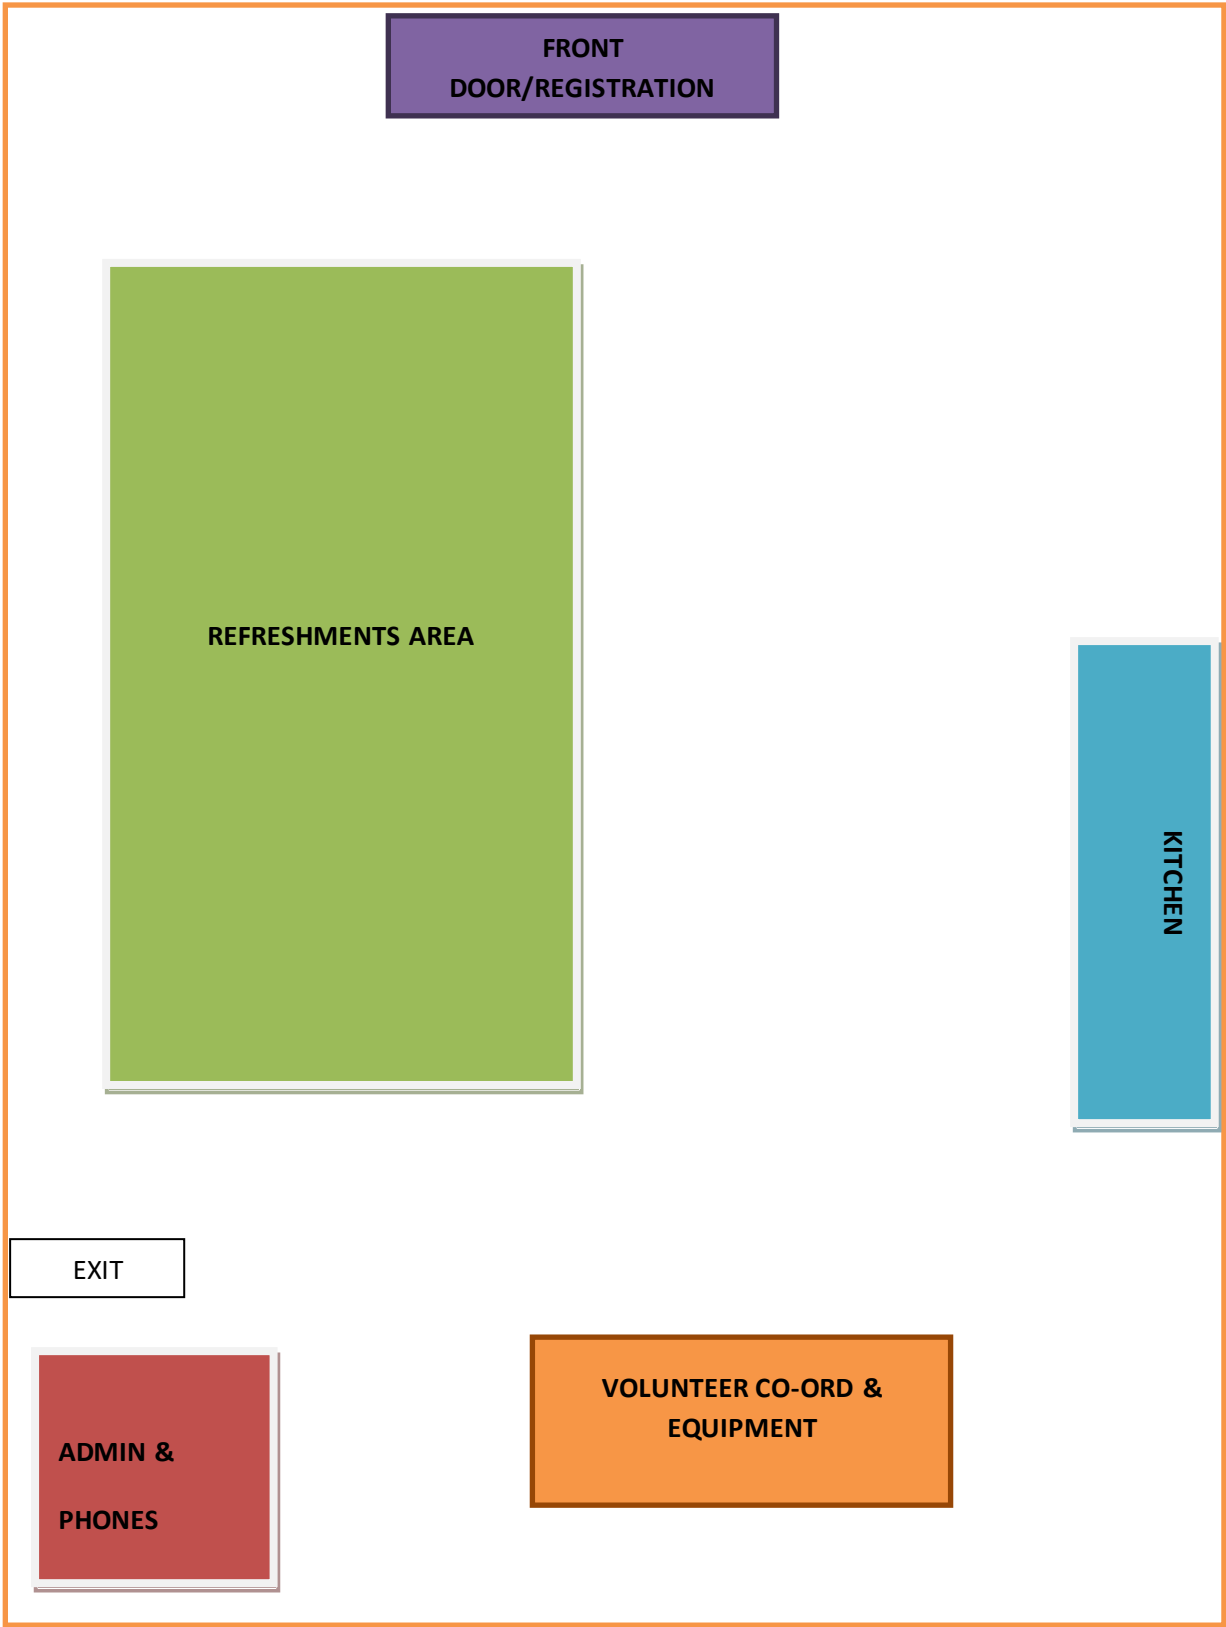 FRONT
DOOR/REGISTRATION
REFRESHMENTS AREA
KITCHEN
EXIT
VOLUNTEER CO-ORD &
EQUIPMENT
ADMIN &
PHONES